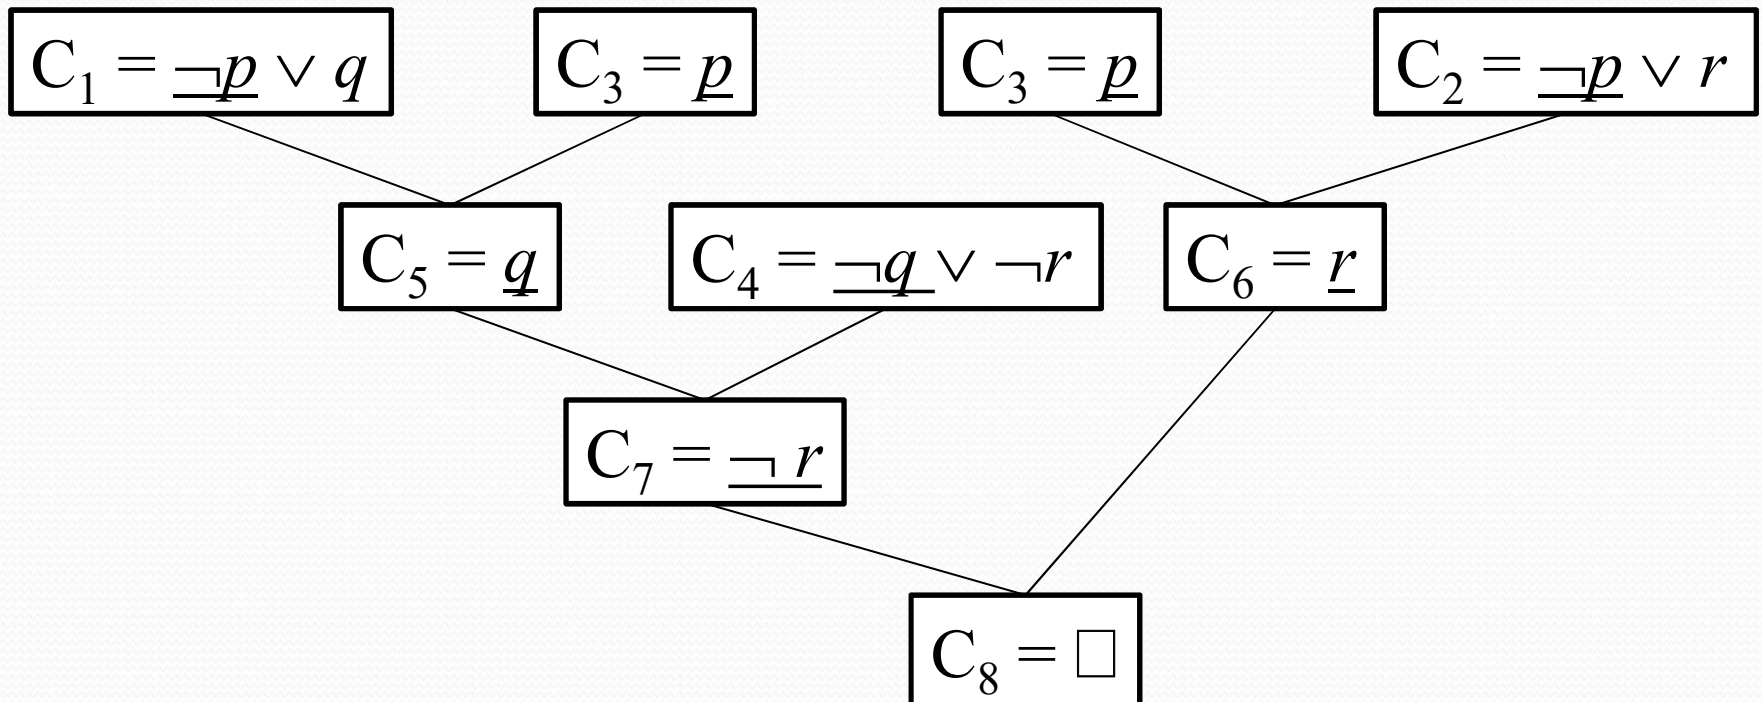 C₁ = ¬p ∨ q
C₃ = p
C₃ = p
C₂ = ¬p ∨ r
C₅ = q
C₄ = ¬q ∨ ¬r
C₆ = r
C₇ = ¬ r
C₈ = □